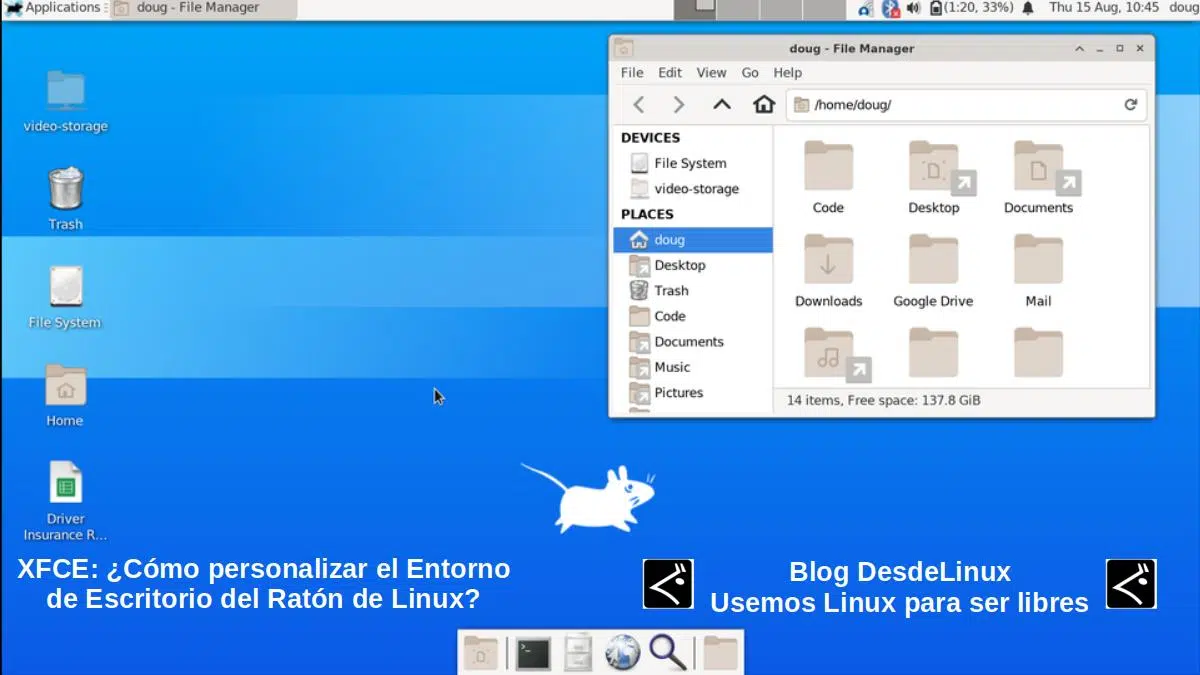 Applications
doug - File Manager
(1:20, 33%)
Thu 15 Aug, 10:45
doug
video-storage
Trash
File System
Home
Driver
Insurance R...
doug - File Manager
File Edit View Go Help
/home/doug/
DEVICES
File System
video-storage
PLACES
doug
Desktop
Trash
Code
Documents
Music
Pictures
Code Desktop Documents
Downloads Google Drive Mail
14 items, Free space: 137.8 GiB
XFCE: ¿Cómo personalizar el Entorno
de Escritorio del Ratón de Linux?
Blog DesdeLinux
Usemos Linux para ser libres